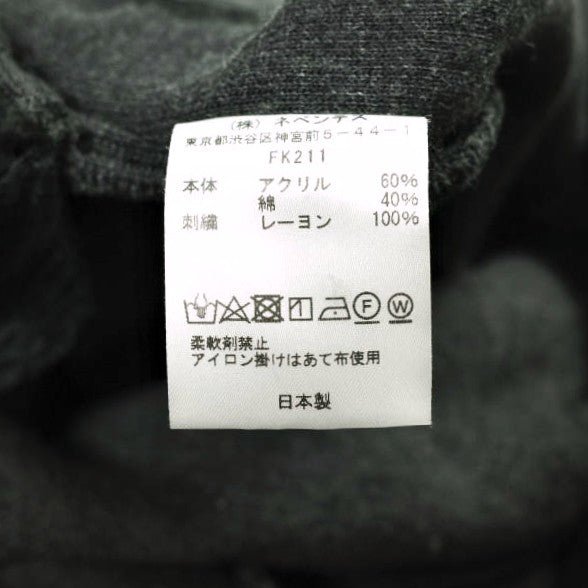 (株) ネペンテス
東京都渋谷区神宮前5-44-1
FK211
本体 アクリル 60%
綿 40%
刺繍 レーヨン 100%
F W
柔軟剤禁止
アイロン掛けはあて布使用
日本製